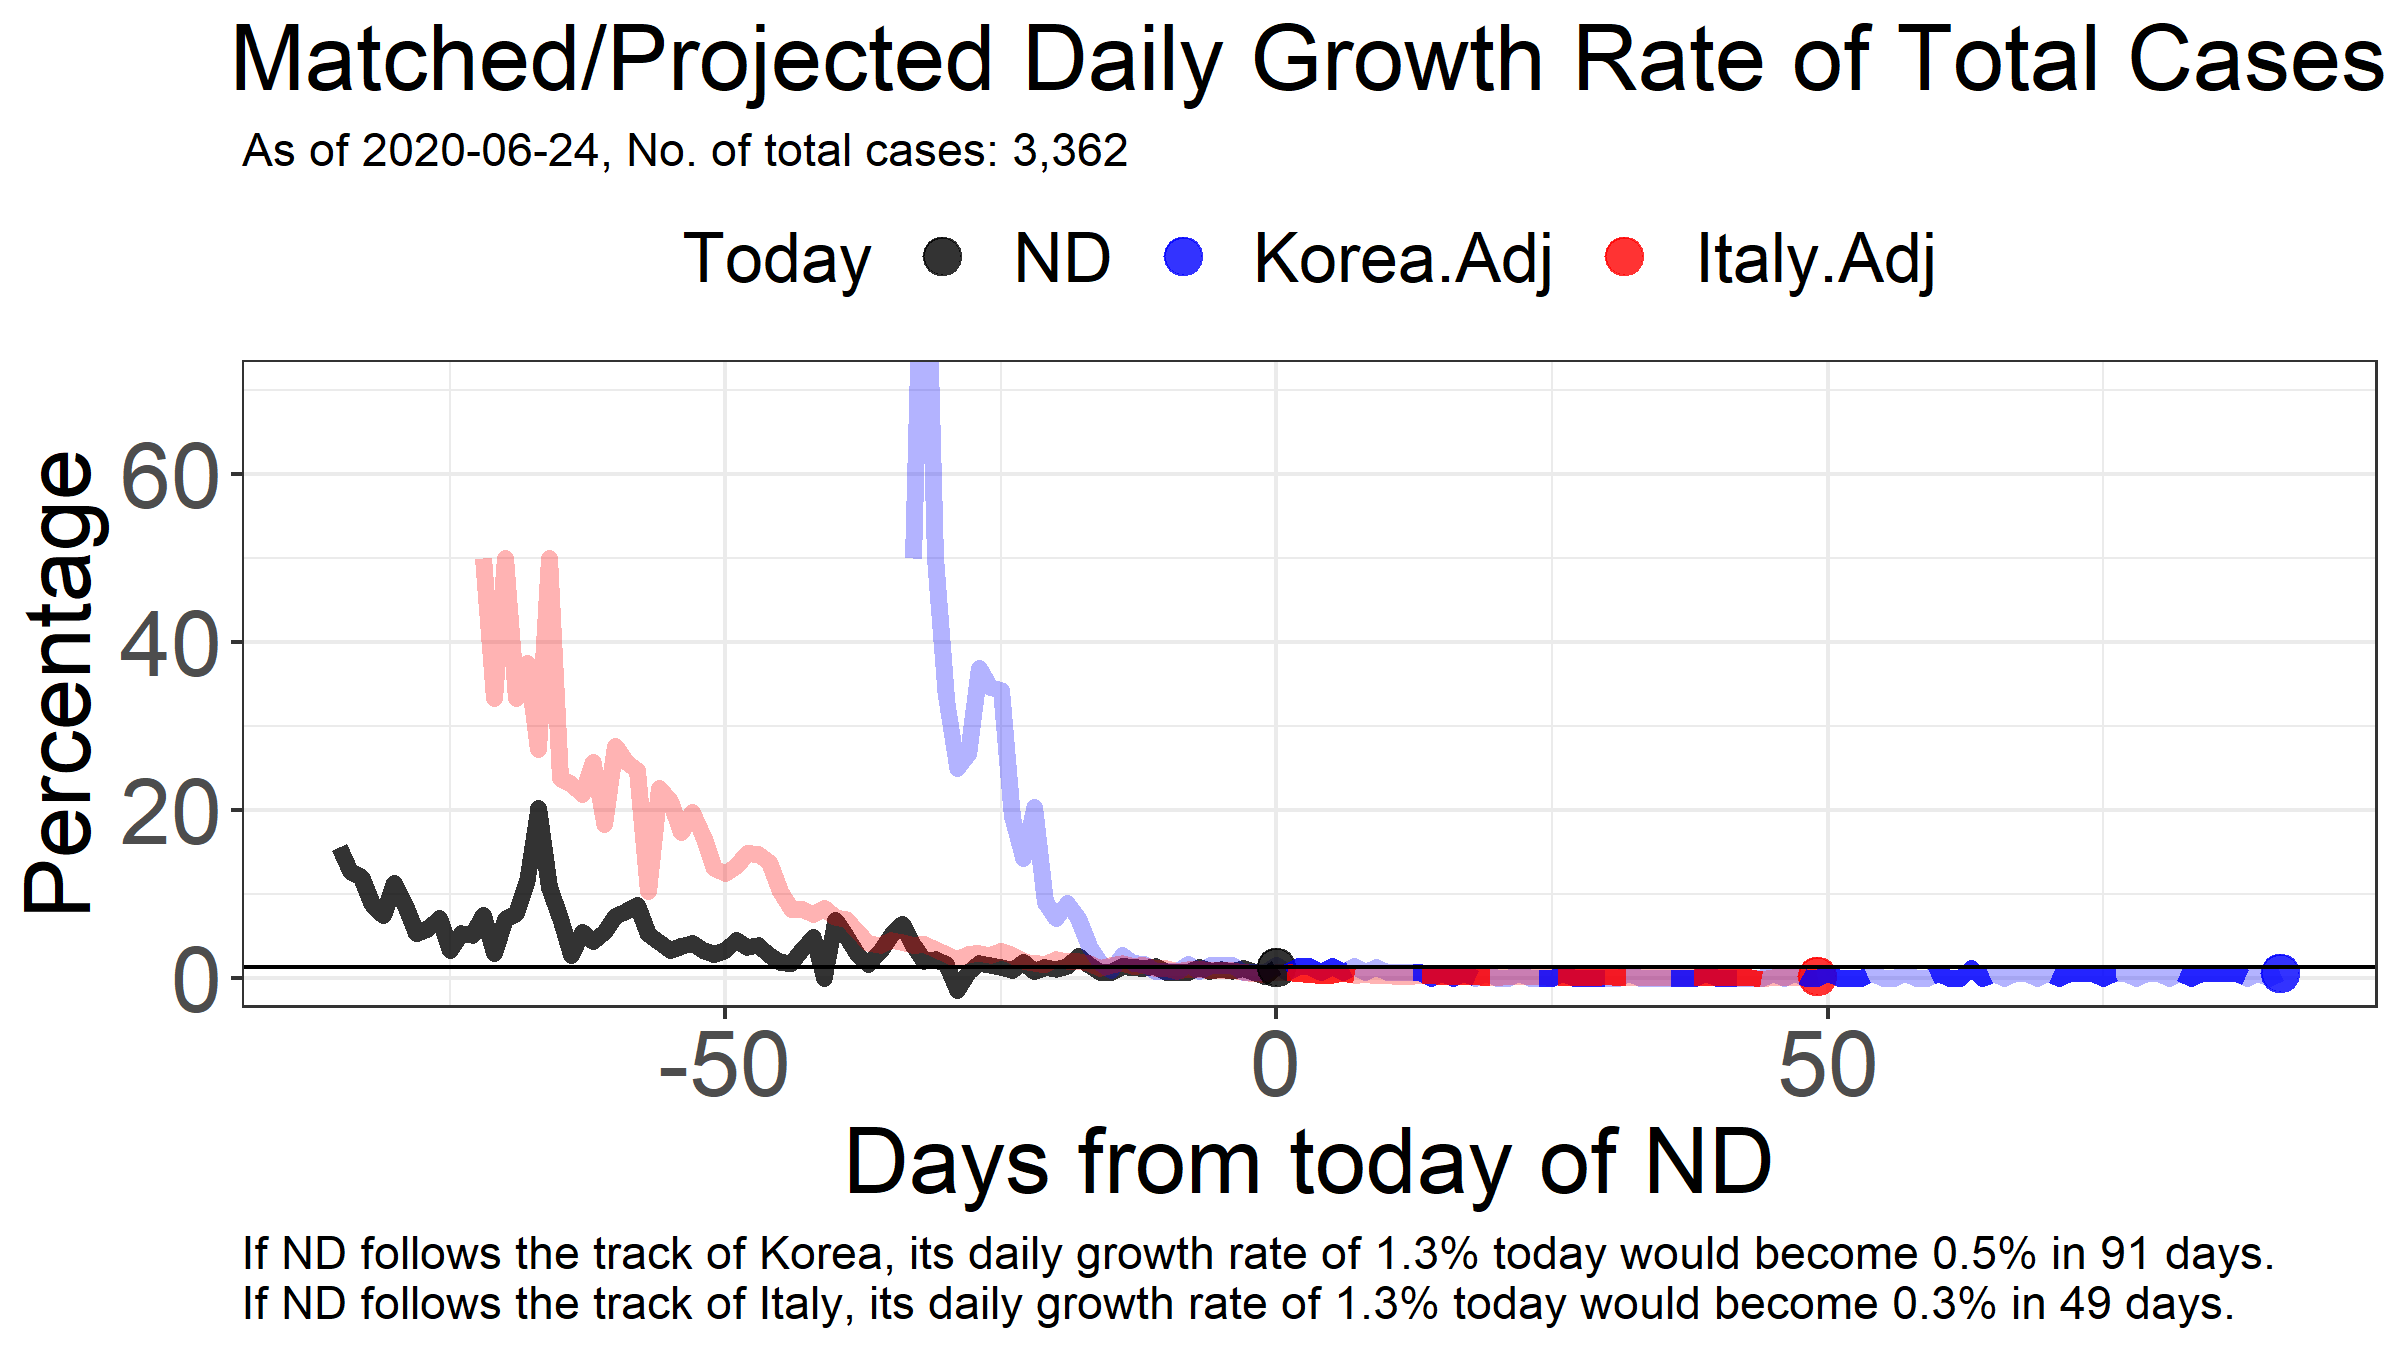 Matched/Projected Daily Growth Rate of Total Cases
As of 2020-06-24, No. of total cases: 3,362
Today ND Korea.Adj Italy.Adj
Percentage
60
40
20
0
-50 0 50
Days from today of ND
If ND follows the track of Korea, its daily growth rate of 1.3% today would become 0.5% in 91 days.
If ND follows the track of Italy, its daily growth rate of 1.3% today would become 0.3% in 49 days.